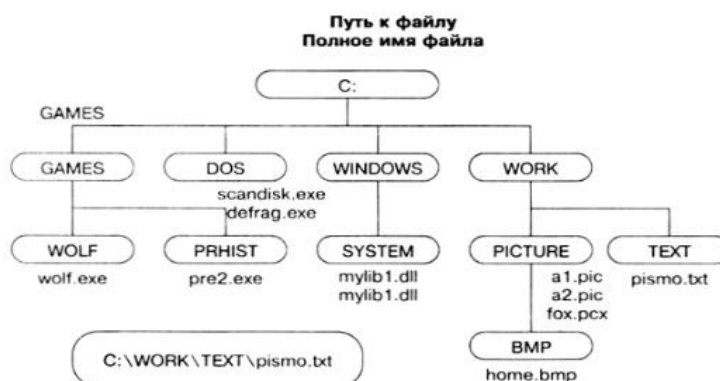 Путь к файлу
Полное имя файла
C:
GAMES
GAMES DOS WINDOWS WORK
scandisk.exe
defrag.exe
WOLF PRHIST SYSTEM PICTURE TEXT
wolf.exe pre2.exe mylib1.dll a1.pic pismo.txt
mylib1.dll a2.pic
fox.pcx
C:\WORK\TEXT\pismo.txt
BMP
home.bmp